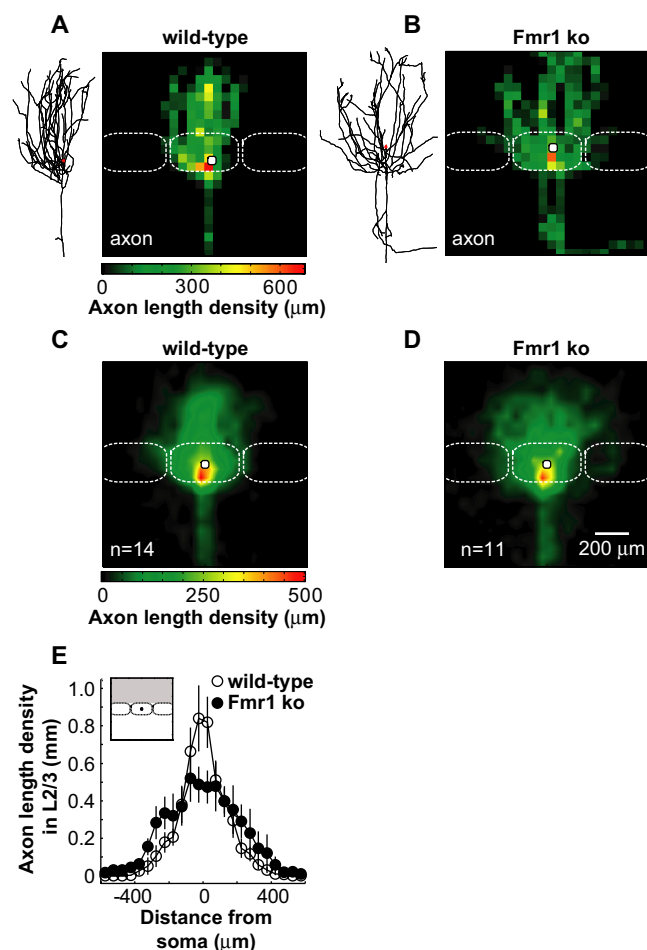 A
wild-type
B
Fmr1 ko
axon
axon
0 300 600
Axon length density (μm)
C
wild-type
D
Fmr1 ko
n=14
n=11
200 μm
0 250 500
Axon length density (μm)
E
wild-type
Fmr1 ko
Axon length density
in L2/3 (mm)
1.0
0.8
0.6
0.4
0.2
0
-400 0 400
Distance from
soma (μm)